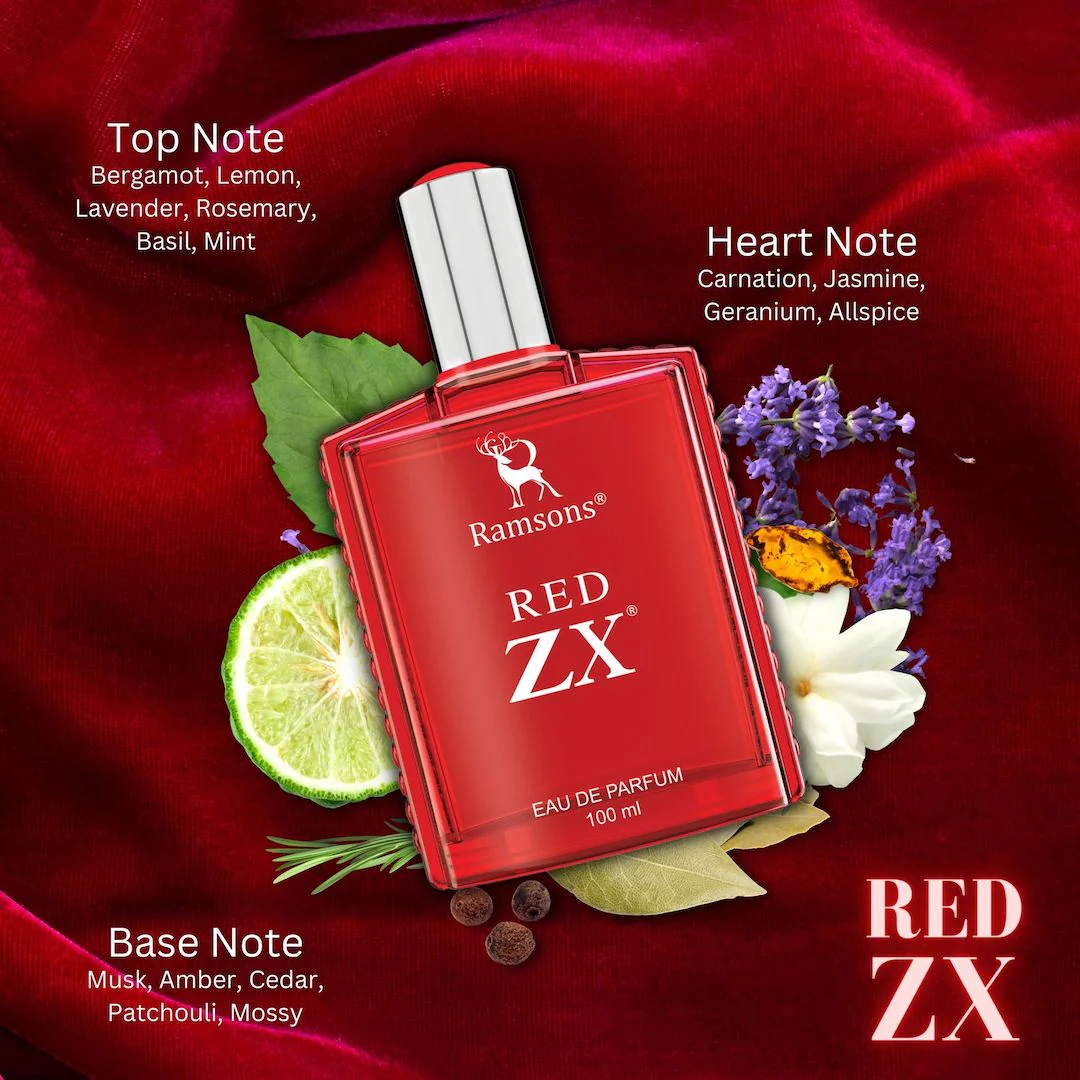 Top Note
Bergamot, Lemon,
Lavender, Rosemary,
Basil, Mint
Heart Note
Carnation, Jasmine,
Geranium, Allspice
Ramsons®
RED
ZX®
EAU DE PARFUM
100 ml
Base Note
Musk, Amber, Cedar,
Patchouli, Mossy
RED
ZX